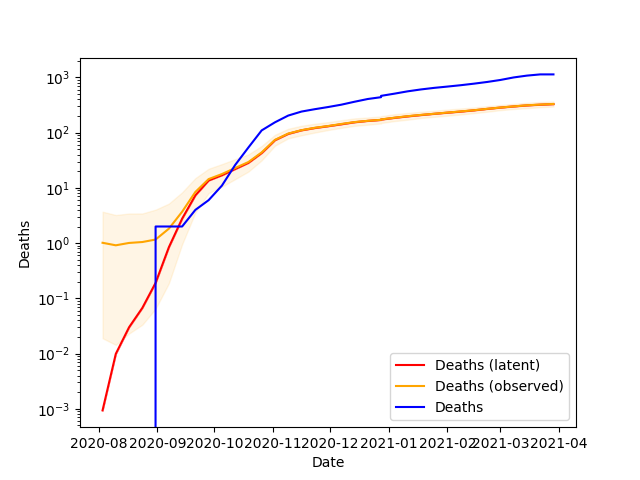 10³
10²
10¹
10⁰
10⁻¹
10⁻²
10⁻³
Deaths
Deaths (latent)
Deaths (observed)
Deaths
2020-08 2020-09 2020-10 2020-11 2020-12 2021-01 2021-02 2021-03 2021-04
Date